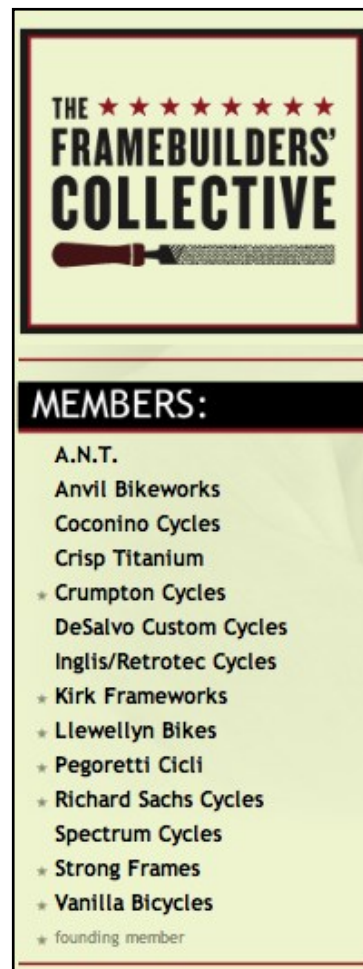 THE ★ ★ ★ ★ ★ ★ ★ ★
FRAMEBUILDERS'
COLLECTIVE
MEMBERS:
A.N.T.
Anvil Bikeworks
Coconino Cycles
Crisp Titanium
★ Crumpton Cycles
DeSalvo Custom Cycles
Inglis/Retrotec Cycles
★ Kirk Frameworks
★ Llewellyn Bikes
★ Pegoretti Cicli
★ Richard Sachs Cycles
Spectrum Cycles
★ Strong Frames
★ Vanilla Bicycles
★ founding member